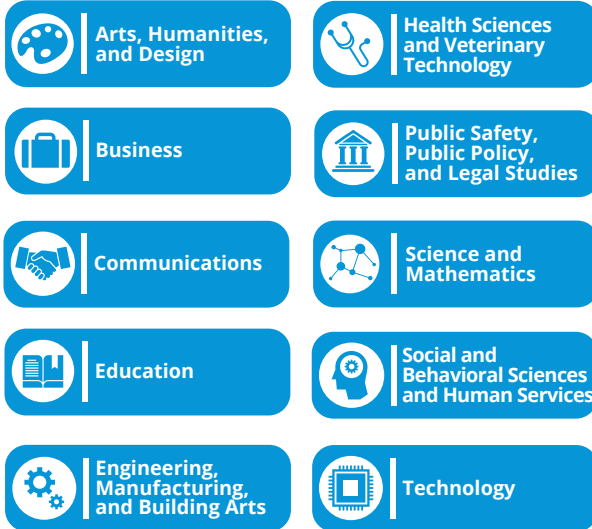 Arts, Humanities,
and Design
Business
Communications
Education
Engineering,
Manufacturing,
and Building Arts
Health Sciences
and Veterinary
Technology
Public Safety,
Public Policy,
and Legal Studies
Science and
Mathematics
Social and
Behavioral Sciences
and Human Services
Technology